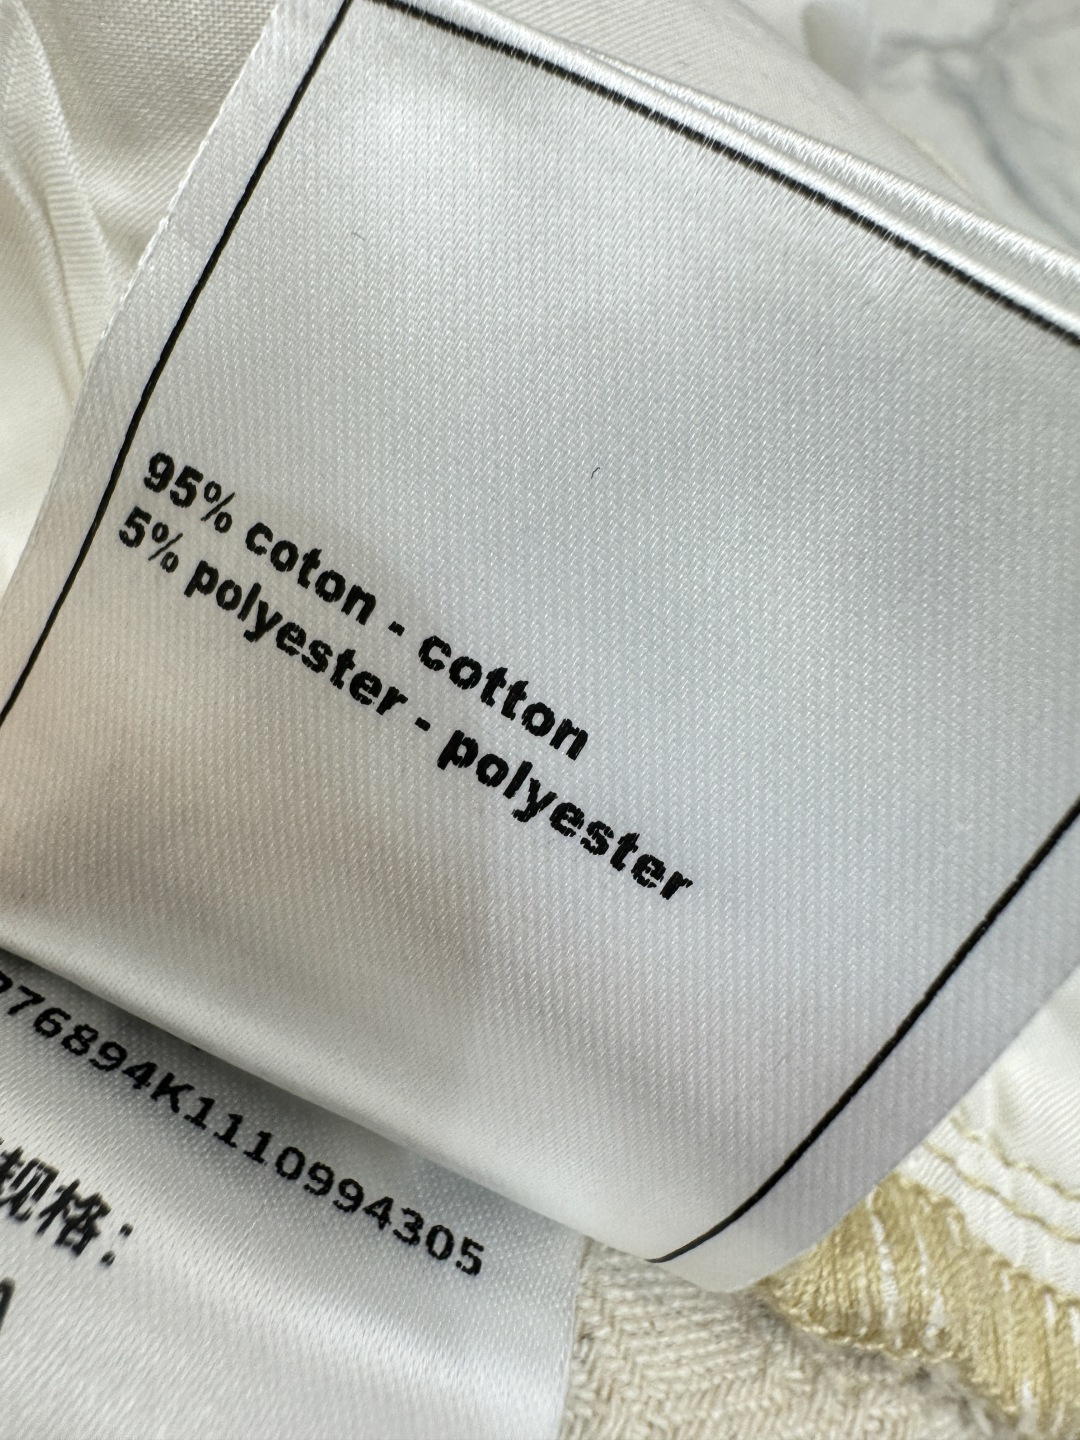 95% coton - cotton
5% polyester - polyester
76894K1110994305
规格: